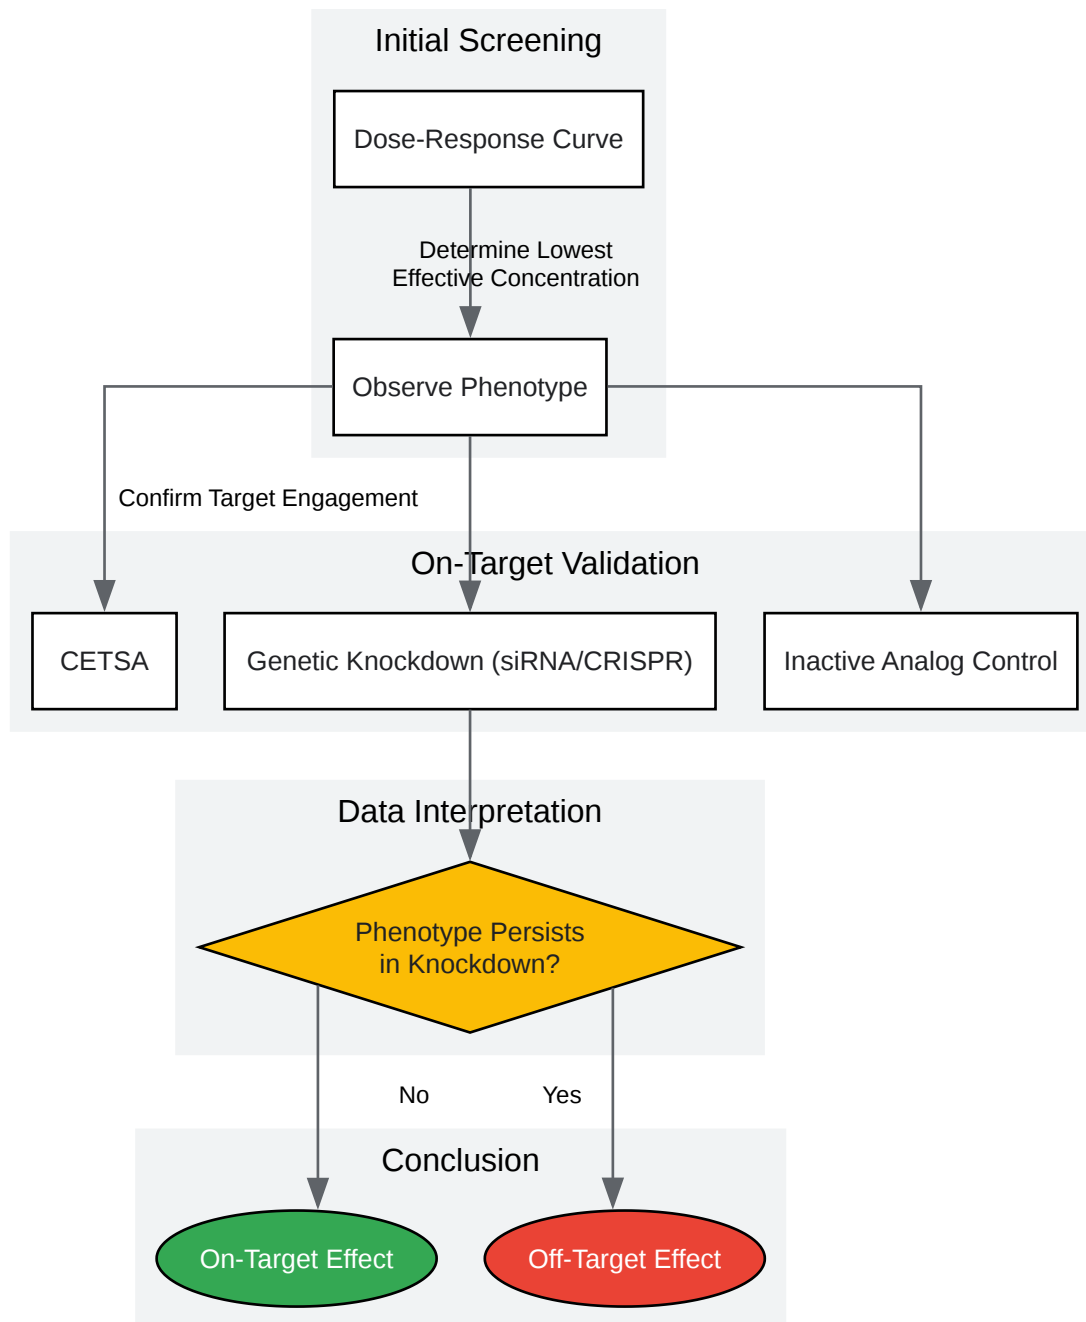 Initial Screening
Dose-Response Curve
Determine Lowest
Effective Concentration
Observe Phenotype
Confirm Target Engagement
On-Target Validation
CETSA
Genetic Knockdown (siRNA/CRISPR)
Inactive Analog Control
Data Interpretation
Phenotype Persists
in Knockdown?
No
Yes
Conclusion
On-Target Effect
Off-Target Effect